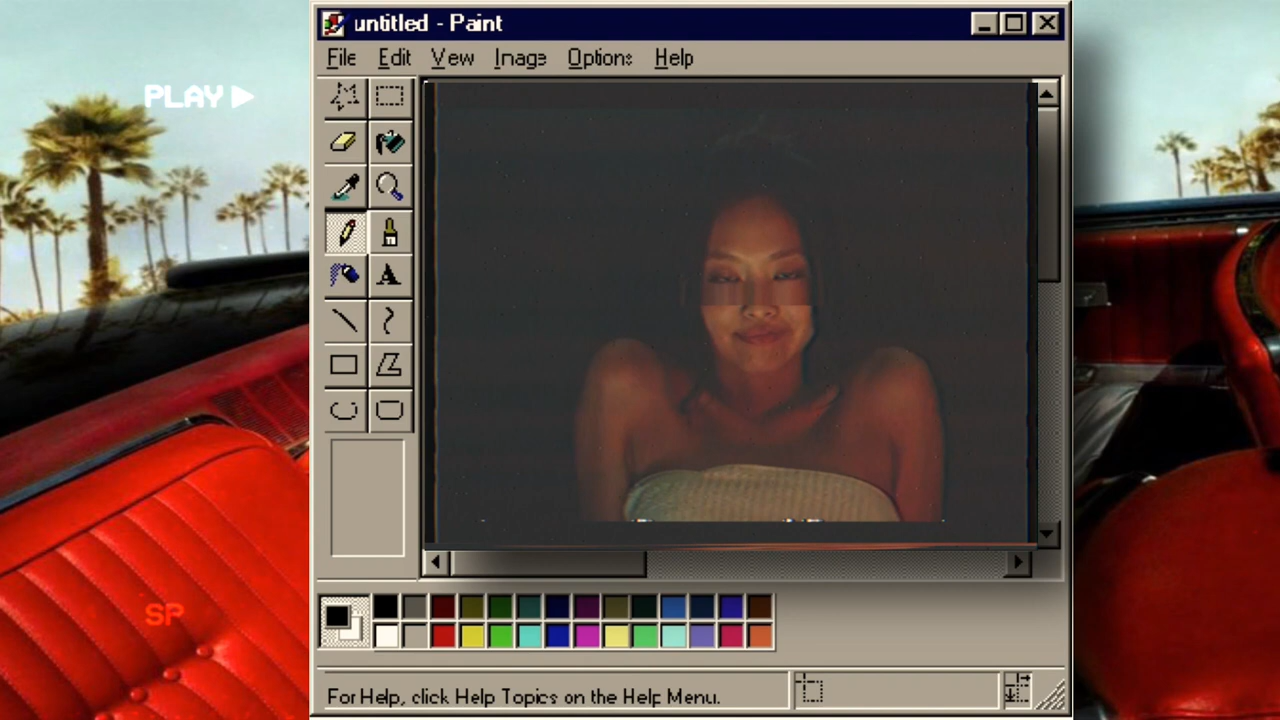 untitled - Paint
File Edit View Image Options Help
PLAY
A
SP
For Help, click Help Topics on the Help Menu.